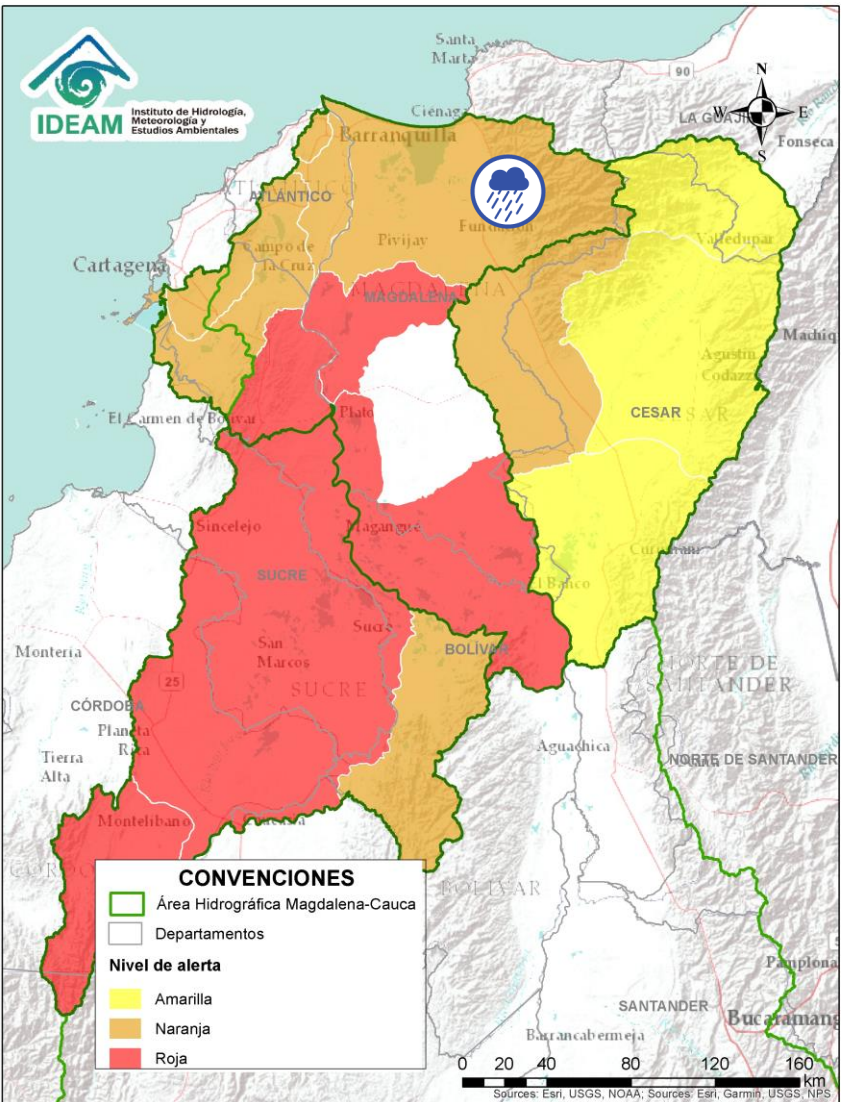 IDEAM
Instituto de Hidrología,
Meteorología y
Estudios Ambientales
Santa
Marta
90
N
W E
S
LA GUAJIRA
Fonseca
Ciénaga
Barranquilla
ATLÁNTICO
Valledupar
Pivijay
Fundación
Campo de
la Cruz
Cartagena
MAGDALENA
MAGDALENA
Agustín
Codazzi
El Carmen de Bolívar
Plato
CESAR
CESAR
Sincelejo
Magangué
SUCRE
El Banco
Sucre
BOLÍVAR
Montería
San
Marcos
SUCRE
25
NORTE DE
SANTANDER
CÓRDOBA
Planeta
Rica
Tierra
Alta
Aguachica
NORTE DE SANTANDER
Montelíbano
BOLÍVAR
CONVENCIONES
Área Hidrográfica Magdalena-Cauca
Departamentos
Nivel de alerta
Amarilla
Naranja
Roja
Pamplona
SANTANDER
Bucaramang
Barrancabermeja
0 20 40 80 120 160
km
Sources: Esri, USGS, NOAA; Sources: Esri, Garmin, USGS, NPS